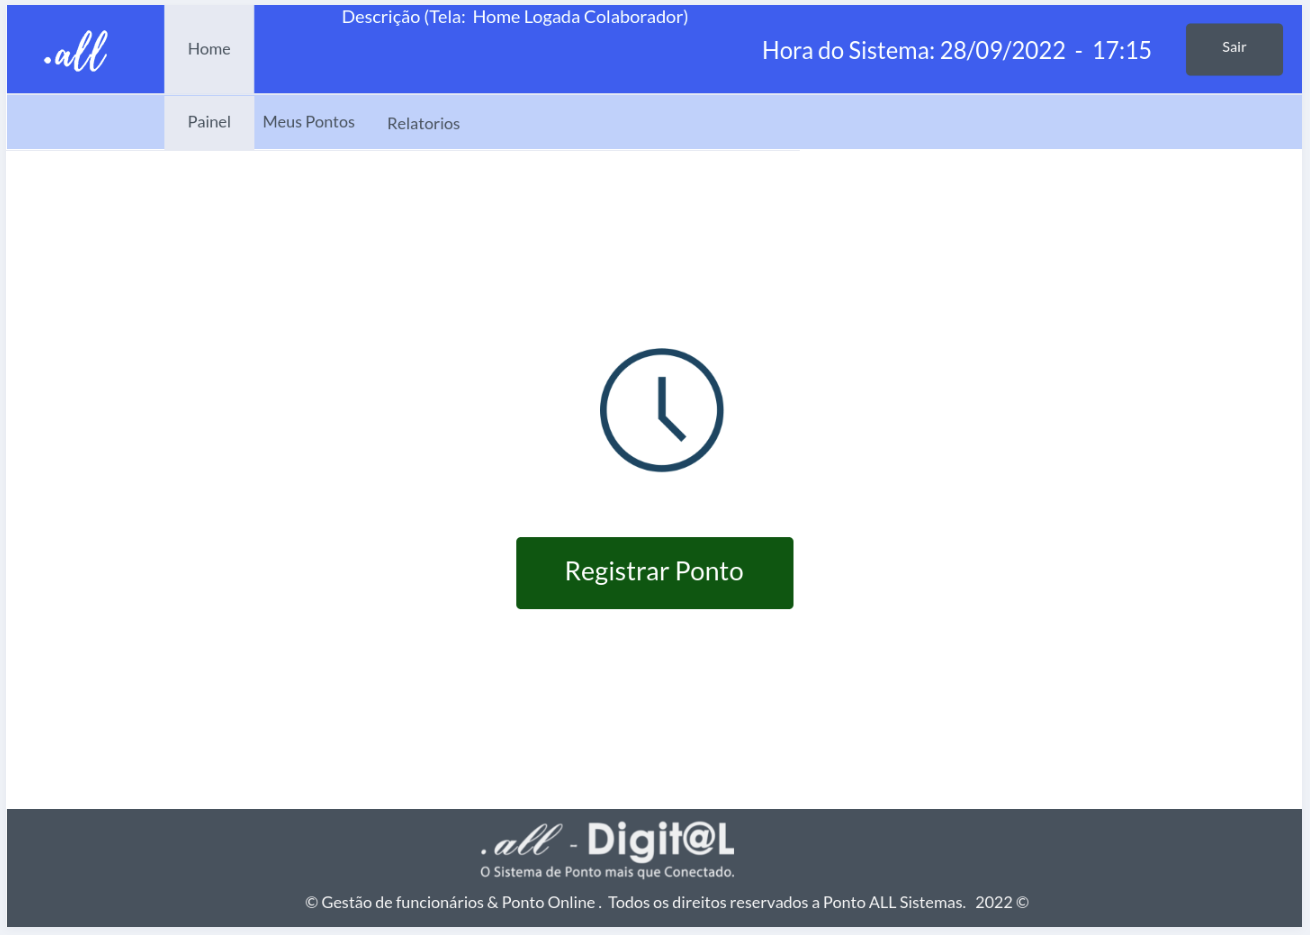 .all
Home
Descrição (Tela: Home Logada Colaborador)
Hora do Sistema: 28/09/2022 - 17:15
Sair
Painel
Meus Pontos
Relatorios
Registrar Ponto
.all - Digit@L
O Sistema de Ponto mais que Conectado.
© Gestão de funcionários & Ponto Online . Todos os direitos reservados a Ponto ALL Sistemas. 2022 ©